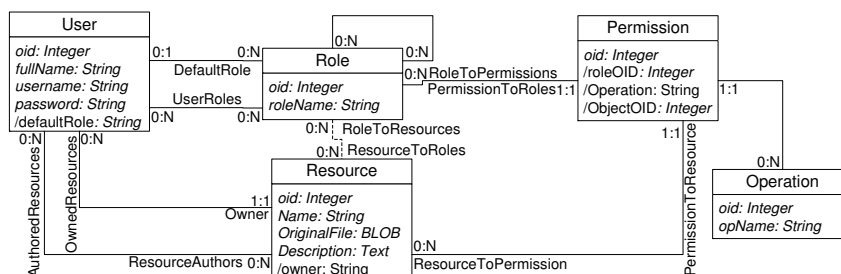 User
oid: Integer
fullName: String
username: String
password: String
/defaultRole: String
0:1
0:N
DefaultRole
UserRoles
0:N
0:N
0:N
0:N
Role
oid: Integer
roleName: String
0:N
RoleToPermissions
PermissionToRoles
1:1
Permission
oid: Integer
/roleOID: Integer
/Operation: String
/ObjectOID: Integer
1:1
0:N
Operation
oid: Integer
opName: String
1:1
PermissionToResource
0:N
RoleToResources
0:N
ResourceToRoles
0:N
0:N
AuthoredResources
OwnedResources
1:1
Owner
ResourceAuthors
0:N
Resource
oid: Integer
Name: String
OriginalFile: BLOB
Description: Text
/owner: String
0:N
ResourceToPermission